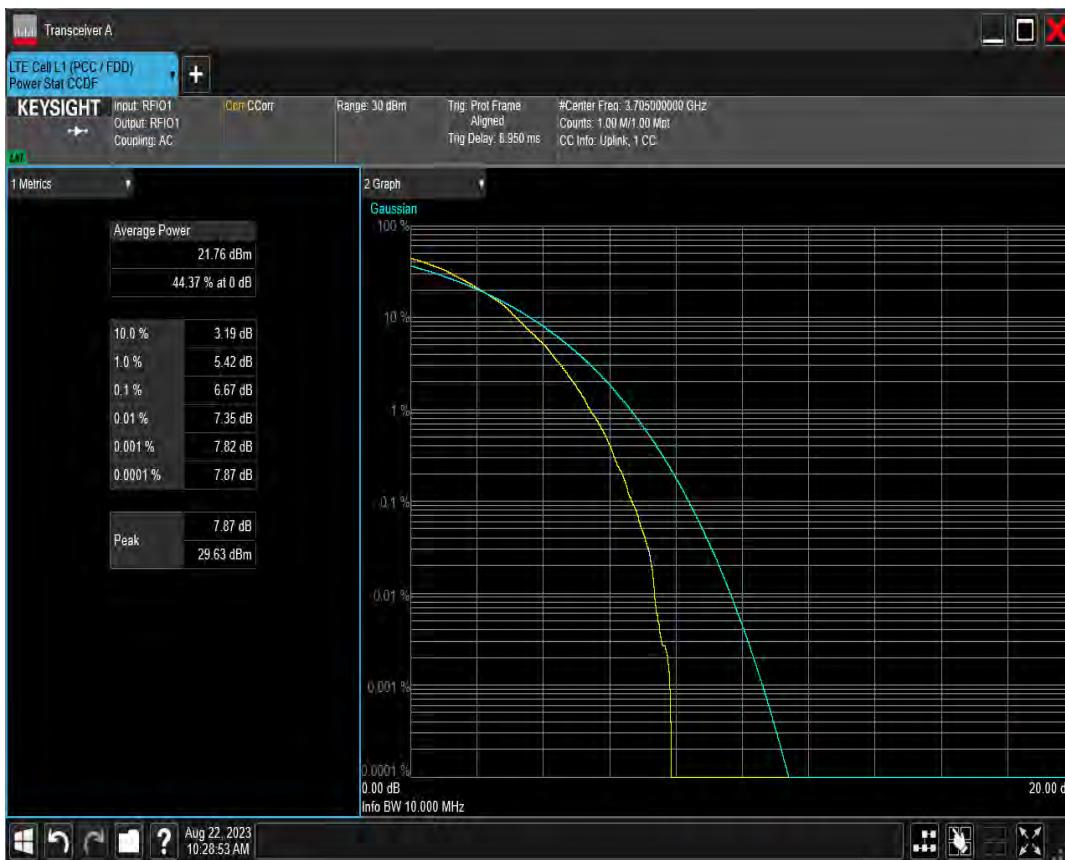 Transceiver A
LTE Cell L1 (PCC / FDD)
Power Stat CCDF
+
KEYSIGHT
Input: RFIO1
Output: RFIO1
Coupling: AC
Corr CCorr
Range: 30 dBm
Trig: Prot Frame
Aligned
Trig Delay: 8.950 ms
#Center Freq: 3.705000000 GHz
Counts: 1.00 M/1.00 Mpt
CC Info: Uplink, 1 CC
1 Metrics
Average Power
21.76 dBm
44.37 % at 0 dB
10.0 % 3.19 dB
1.0 % 5.42 dB
0.1 % 6.67 dB
0.01 % 7.35 dB
0.001 % 7.82 dB
0.0001 % 7.87 dB
Peak
7.87 dB
29.63 dBm
2 Graph
Gaussian
100 %
10 %
1 %
0.1 %
0.01 %
0.001 %
0.0001 %
0.00 dB
20.00 d
Info BW 10.000 MHz
?
Aug 22, 2023
10:28:53 AM